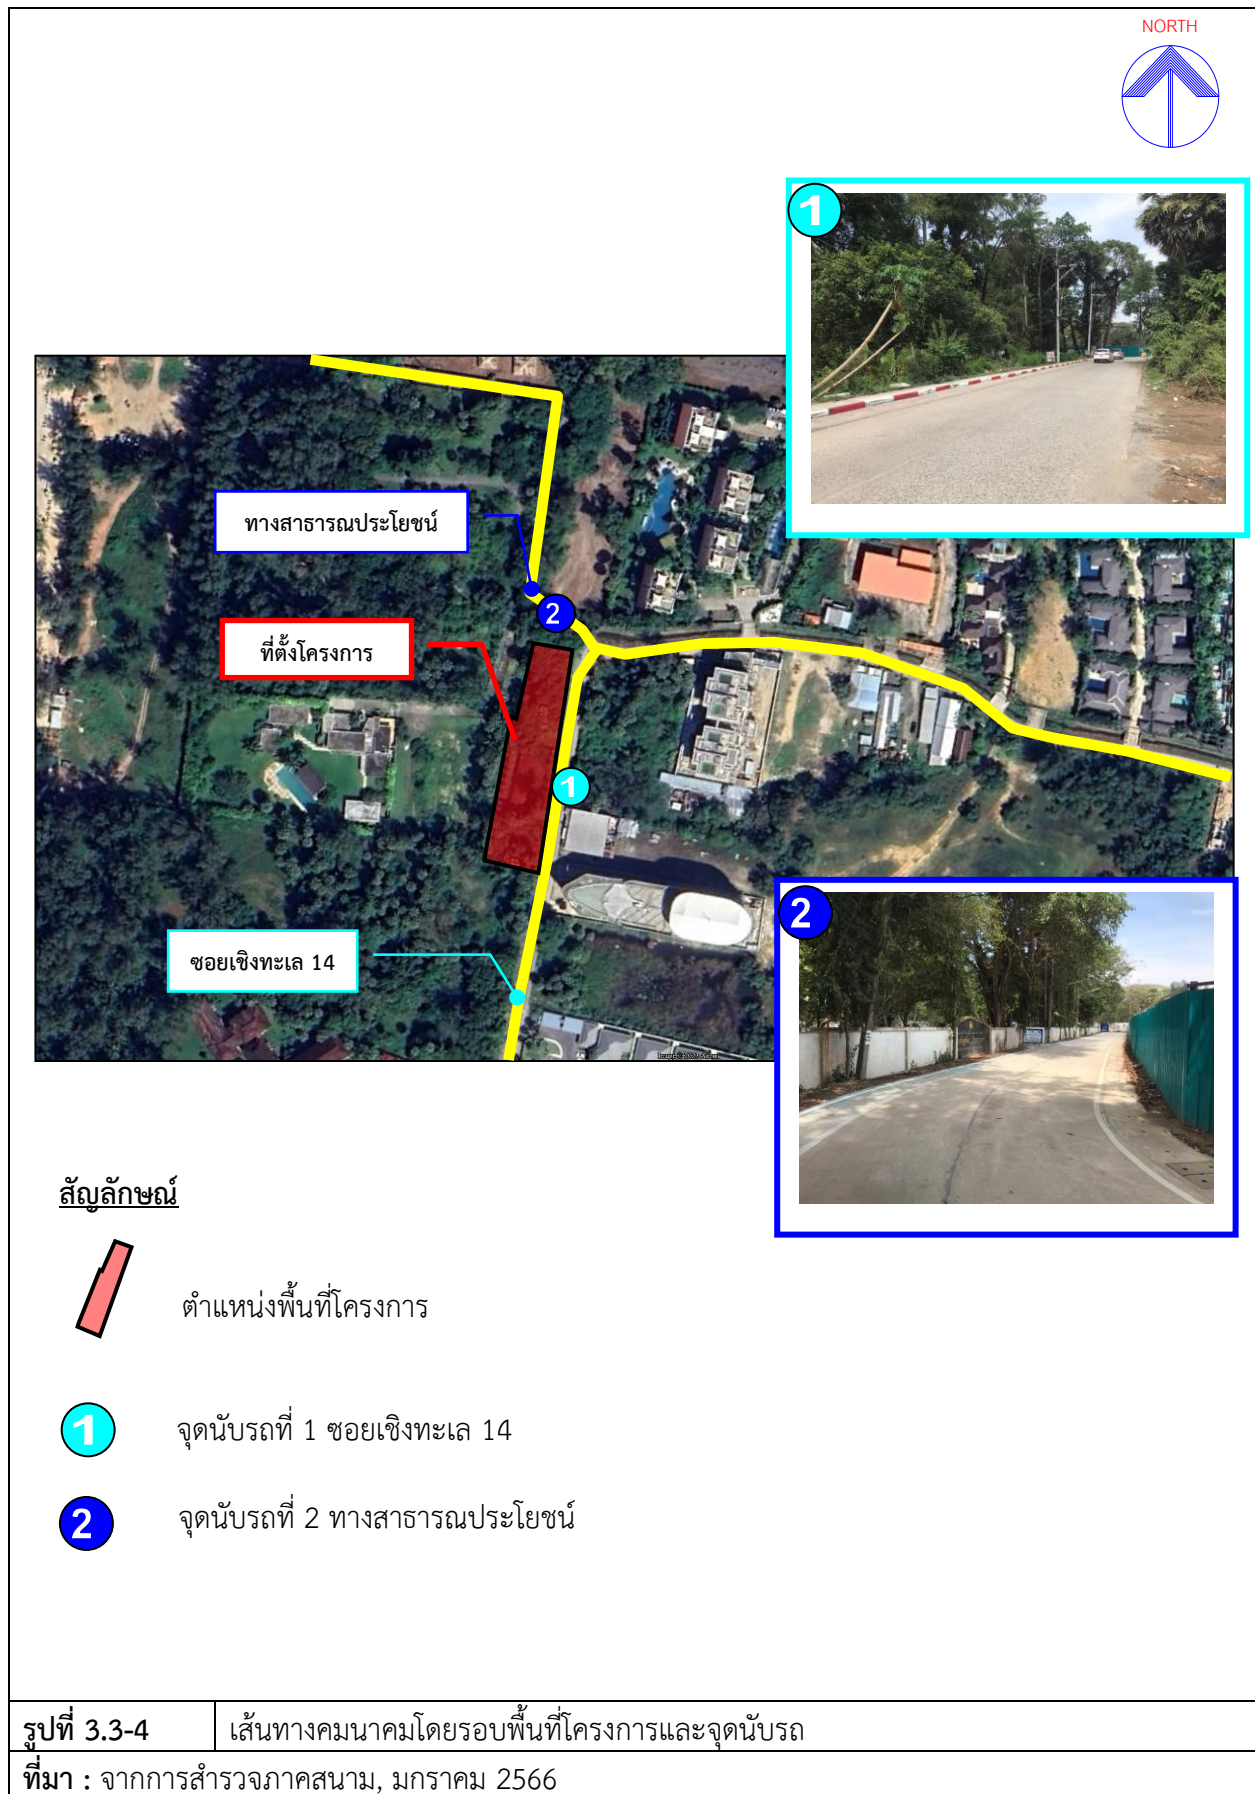 NORTH
1
ทางสาธารณประโยชน์
2
ที่ตั้งโครงการ
1
ซอยเชิงทะเล 14
2
สัญลักษณ์
ตำแหน่งพื้นที่โครงการ
1 จุดนับรถที่ 1 ซอยเชิงทะเล 14
2 จุดนับรถที่ 2 ทางสาธารณประโยชน์
รูปที่ 3.3-4 เส้นทางคมนาคมโดยรอบพื้นที่โครงการและจุดนับรถ
ที่มา : จากการสำรวจภาคสนาม, มกราคม 2566